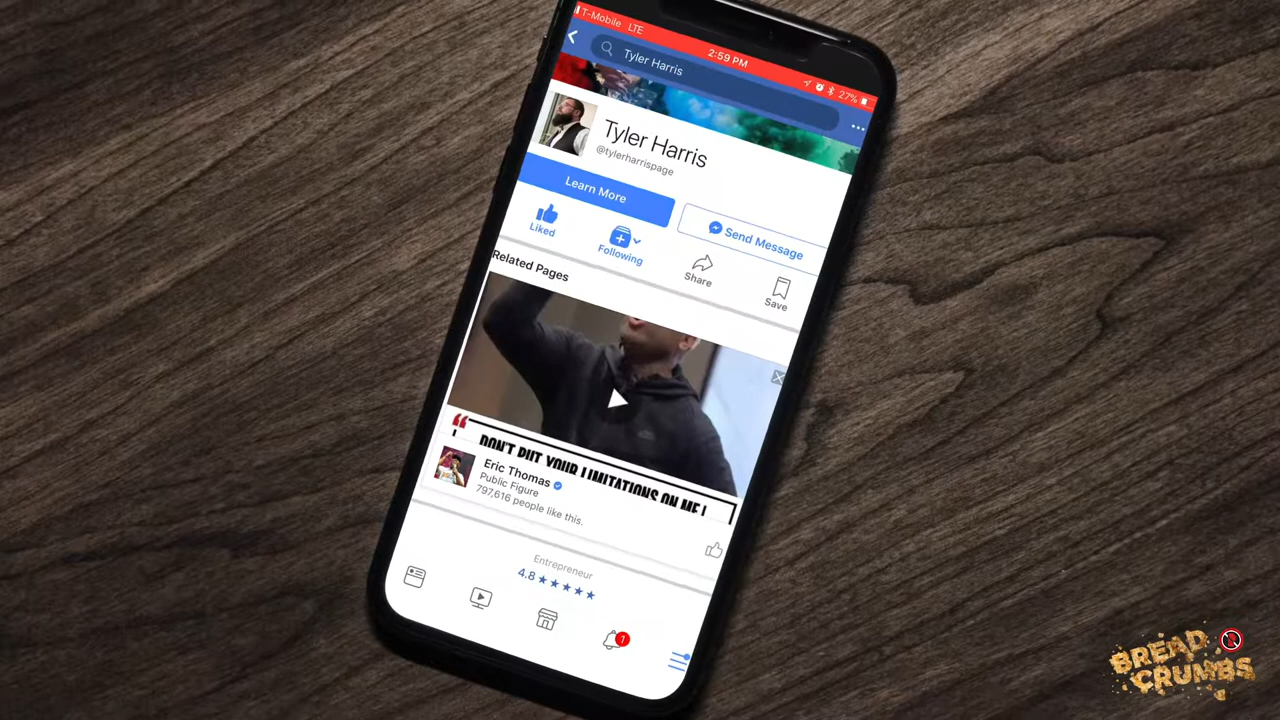 T-Mobile LTE
2:59 PM
27%
Tyler Harris
Tyler Harris
@tylerharrispage
Learn More
Send Message
Liked
Following
Share
Save
Related Pages
DON'T PUT YOUR LIMITATIONS ON ME!
Eric Thomas
Public Figure
797,616 people like this.
Entrepreneur
4.8
1
BREAD
CRUMBS